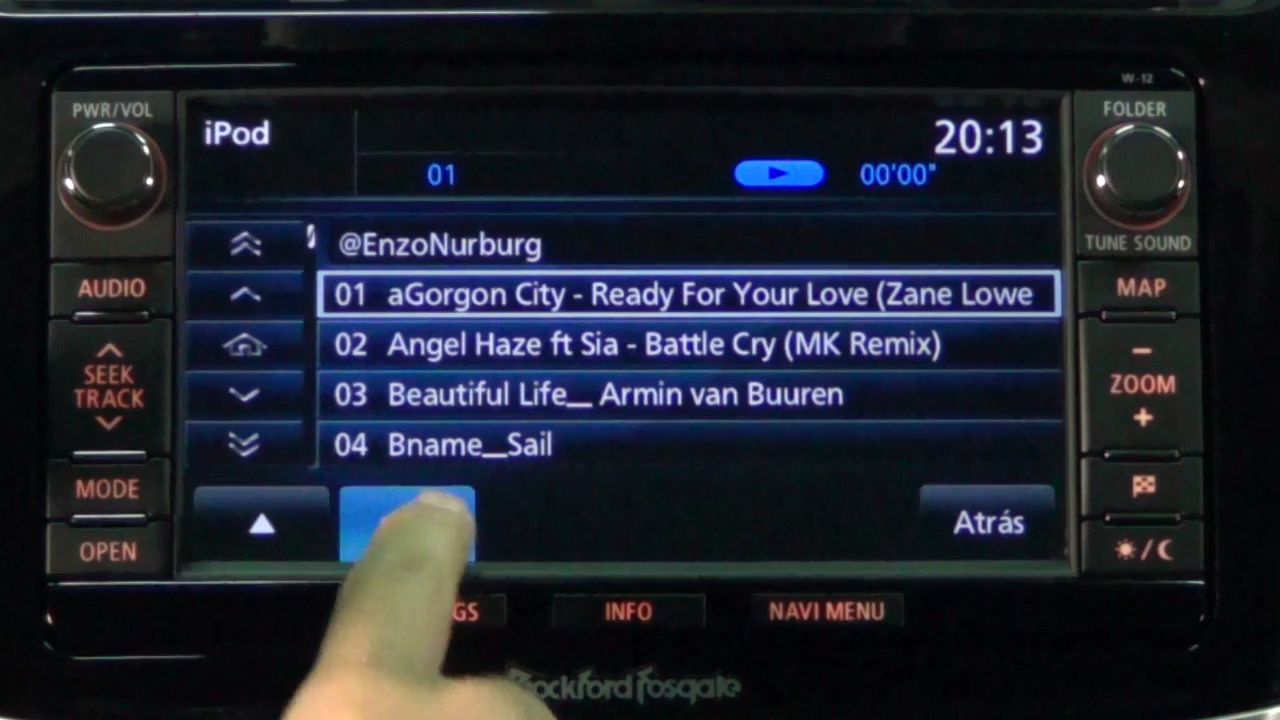 W-12
PWR/VOL
FOLDER
iPod
20:13
01
00'00"
TUNE SOUND
@EnzoNurburg
AUDIO
01 aGorgon City - Ready For Your Love (Zane Lowe
MAP
02 Angel Haze ft Sia - Battle Cry (MK Remix)
SEEK
TRACK
ZOOM
03 Beautiful Life__ Armin van Buuren
04 Bname__Sail
MODE
Atrás
OPEN
GS
INFO
NAVI MENU
Rockford Fosgate